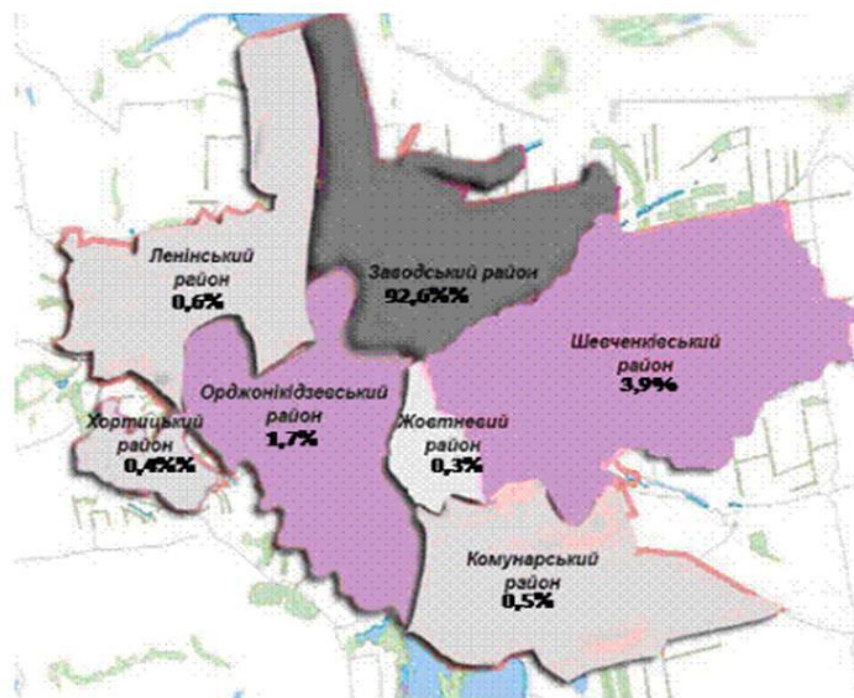 Ленінський
район
0,6%
Заводський район
92,6%%
Шевченківський
район
3,9%
Орджонікідзевський
район
1,7%
Жовтневий
район
0,3%
Хортицький
район
0,4%%
Комунарський
район
0,5%